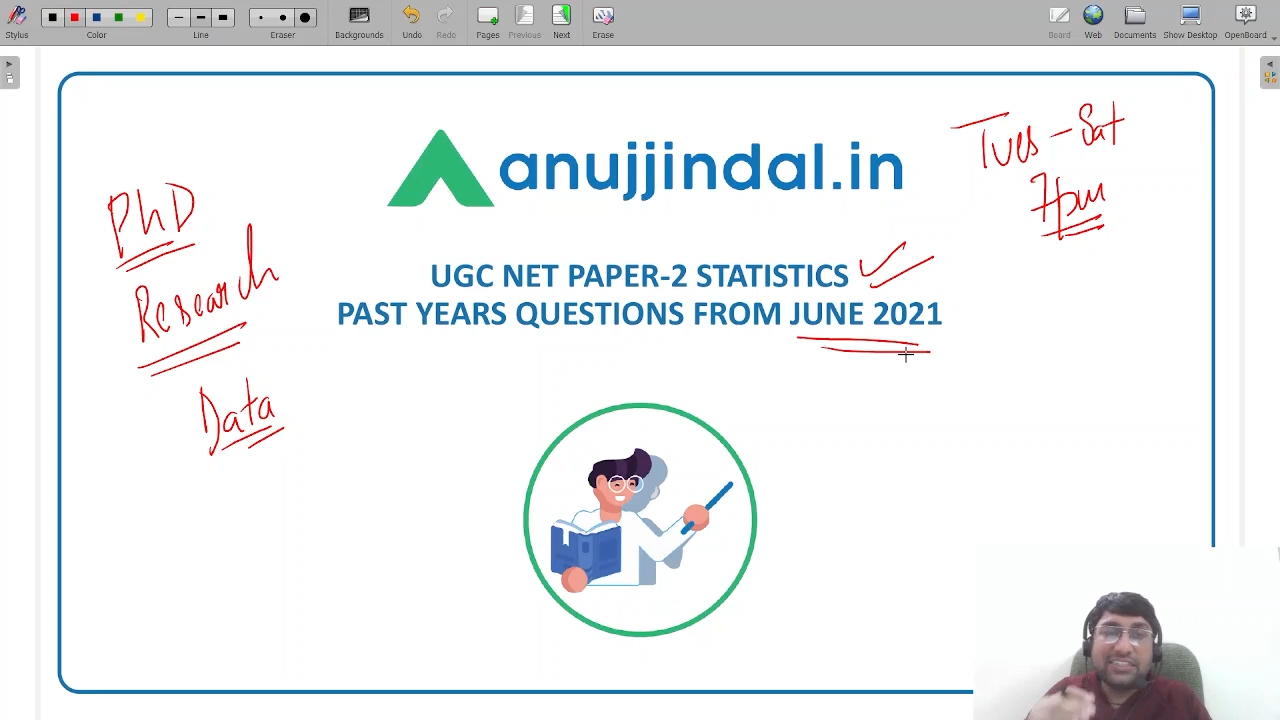 Stylus
Color
Line
Eraser
Backgrounds
Undo
Redo
Pages
Previous
Next
Erase
Board
Web
Documents
Show Desktop
OpenBoard
anujjindal.in
Tues - Sat
7pm
PhD
Research
Data
UGC NET PAPER-2 STATISTICS
PAST YEARS QUESTIONS FROM JUNE 2021